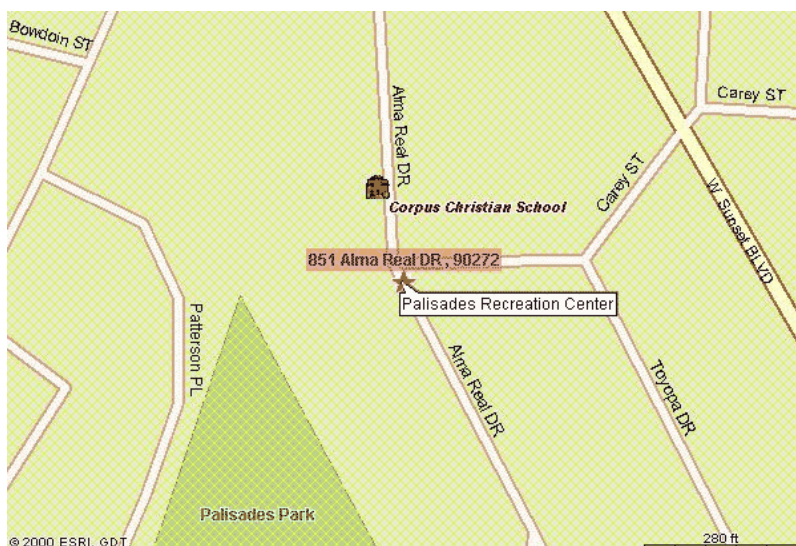 Bowdoin ST
Alma Real DR
Carey ST
Carey ST
W. Sunset BLVD
Corpus Christian School
851 Alma Real DR, 90272
Palisades Recreation Center
Patterson PL
Alma Real DR
Toyopa DR
Palisades Park
© 2000 ESRI, GDT
280 ft